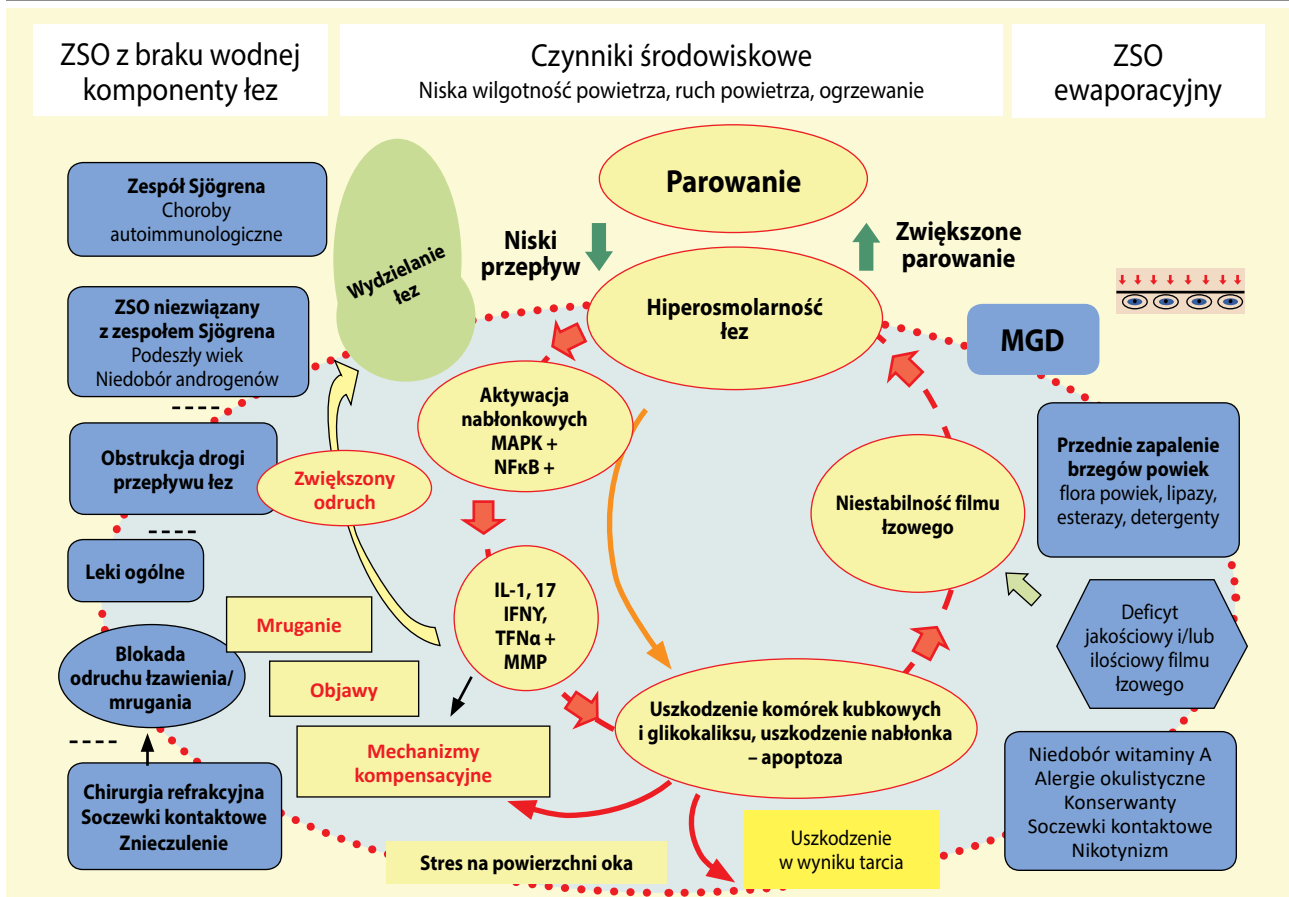 ZSO z braku wodnej
komponenty łez
Czynniki środowiskowe
Niska wilgotność powietrza, ruch powietrza, ogrzewanie
ZSO
ewaporacyjny
Zespół Sjögrena
Choroby
autoimmunologiczne
ZSO niezwiązany
z zespołem Sjögrena
Podeszły wiek
Niedobór androgenów
Obstrukcja drogi
przepływu łez
Leki ogólne
Blokada
odruchu łzawienia/
mrugania
Chirurgia refrakcyjna
Soczewki kontaktowe
Znieczulenie
Wydzielanie
łez
Zwiększony
odruch
Mruganie
Objawy
Mechanizmy
kompensacyjne
Stres na powierzchni oka
Parowanie
Niski
przepływ
Zwiększone
parowanie
Hiperosmolarność
łez
Aktywacja
nabłonkowych
MAPK +
NFκB +
IL-1, 17
IFNY,
TFNα +
MMP
Uszkodzenie komórek kubkowych
i glikokaliksu, uszkodzenie nabłonka
– apoptoza
Uszkodzenie
w wyniku tarcia
Niestabilność filmu
łzowego
MGD
Przednie zapalenie
brzegów powiek
flora powiek, lipazy,
esterazy, detergenty
Deficyt
jakościowy i/lub
ilościowy filmu
łzowego
Niedobór witaminy A
Alergie okulistyczne
Konserwanty
Soczewki kontaktowe
Nikotynizm